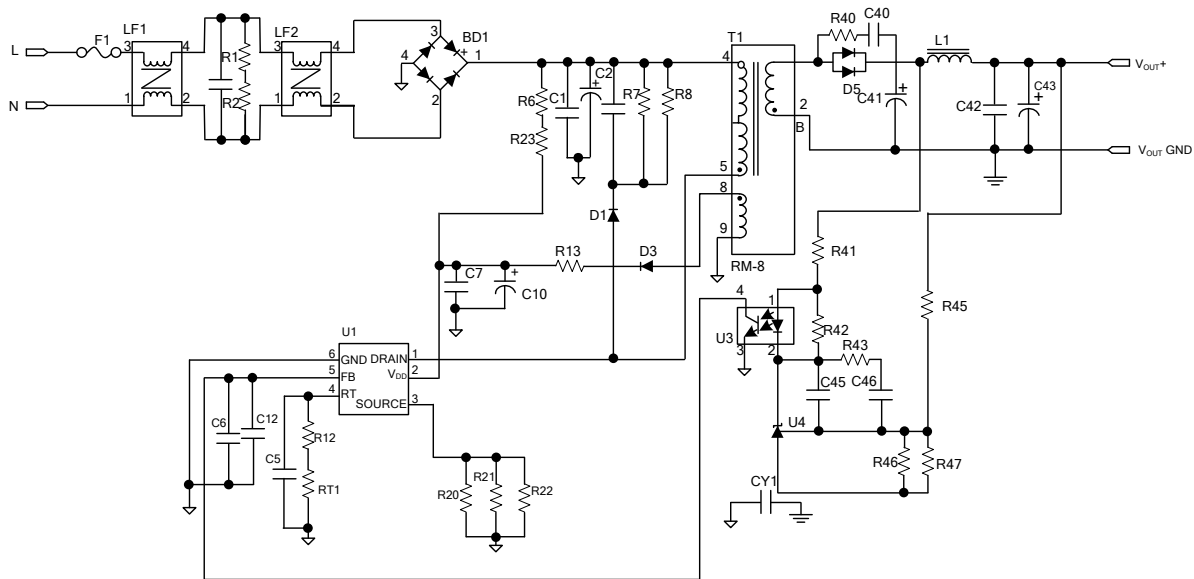 R40 C40
LF1 LF2 BD1 T1 L1
F1 3 4 3 4 3
L R1 4 + 1 4 V_OUT+
C2 D5
R6 C1 + R7 R8 C41 + C42 + C43
N 1 2 R2 1 2 2 2
B V_OUT GND
R23
5
8
D1
9
R13 D3 R41
RM-8
C7 + C10
4 1 R45
R42
U1 U3
R43
3 2
6 GND DRAIN 1
5 FB V_DD 2
C45 C46
4 RT
SOURCE 3
C6 C12 U4
R12
C5 R46 R47
R21
RT1 R20 R22 CY1